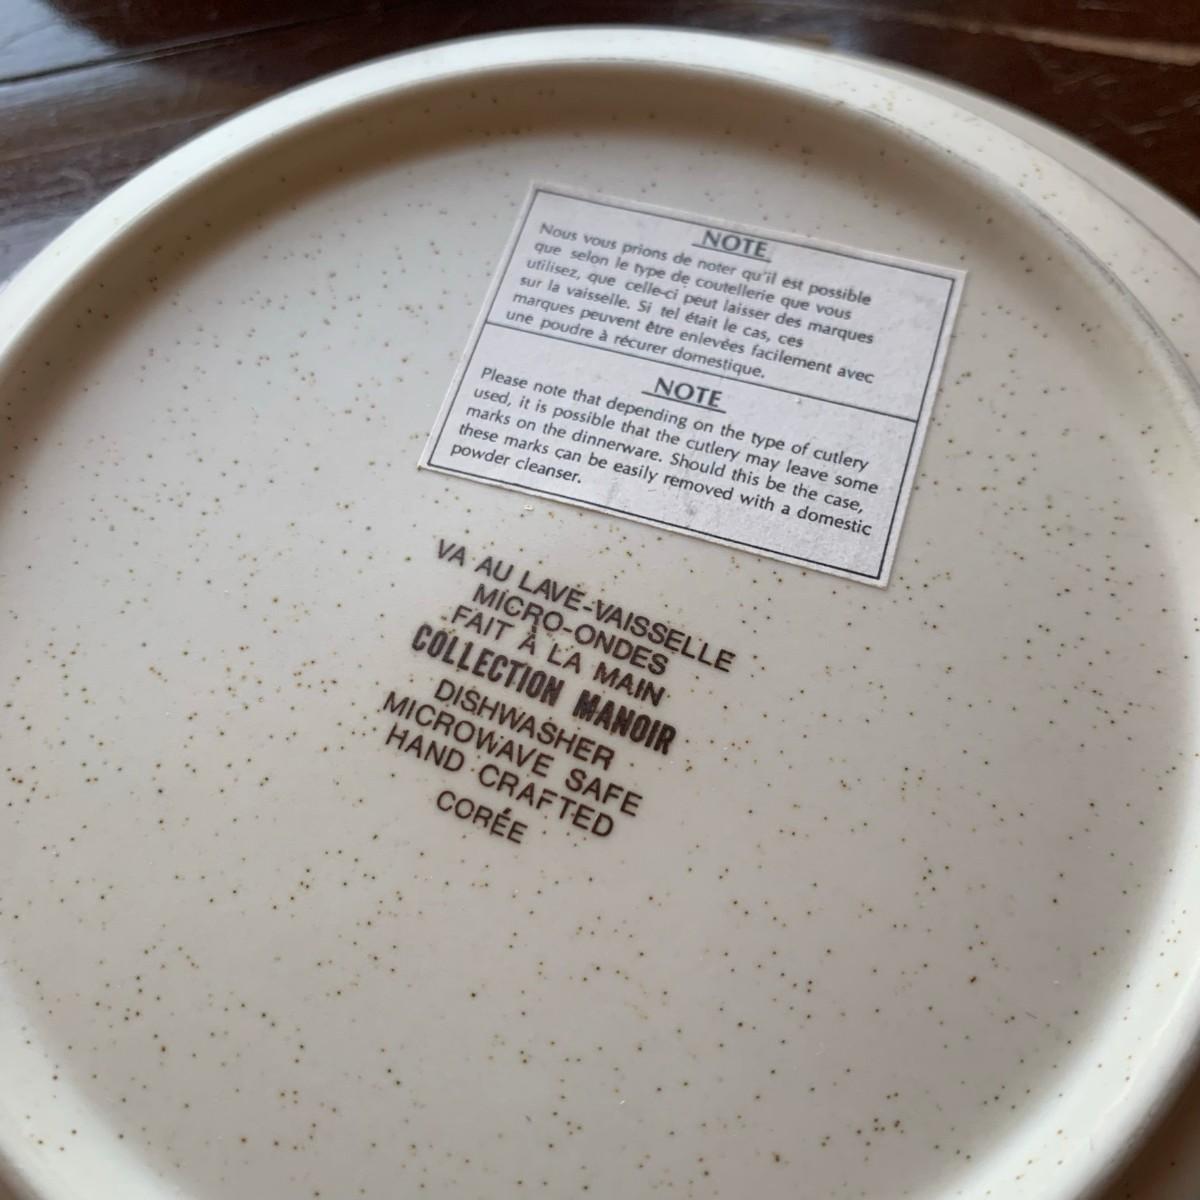 NOTE
Nous vous prions de noter qu'il est possible
que selon le type de coutellerie que vous
utilisez, que celle-ci peut laisser des marques
sur la vaisselle. Si tel était le cas, ces
marques peuvent être enlevées facilement avec
une poudre à récurer domestique.
NOTE
Please note that depending on the type of cutlery
used, it is possible that the cutlery may leave some
marks on the dinnerware. Should this be the case,
these marks can be easily removed with a domestic
powder cleanser.
VA AU LAVE-VAISSELLE
MICRO-ONDES
FAIT À LA MAIN
COLLECTION MANOIR
DISHWASHER
MICROWAVE SAFE
HAND CRAFTED
CORÉE